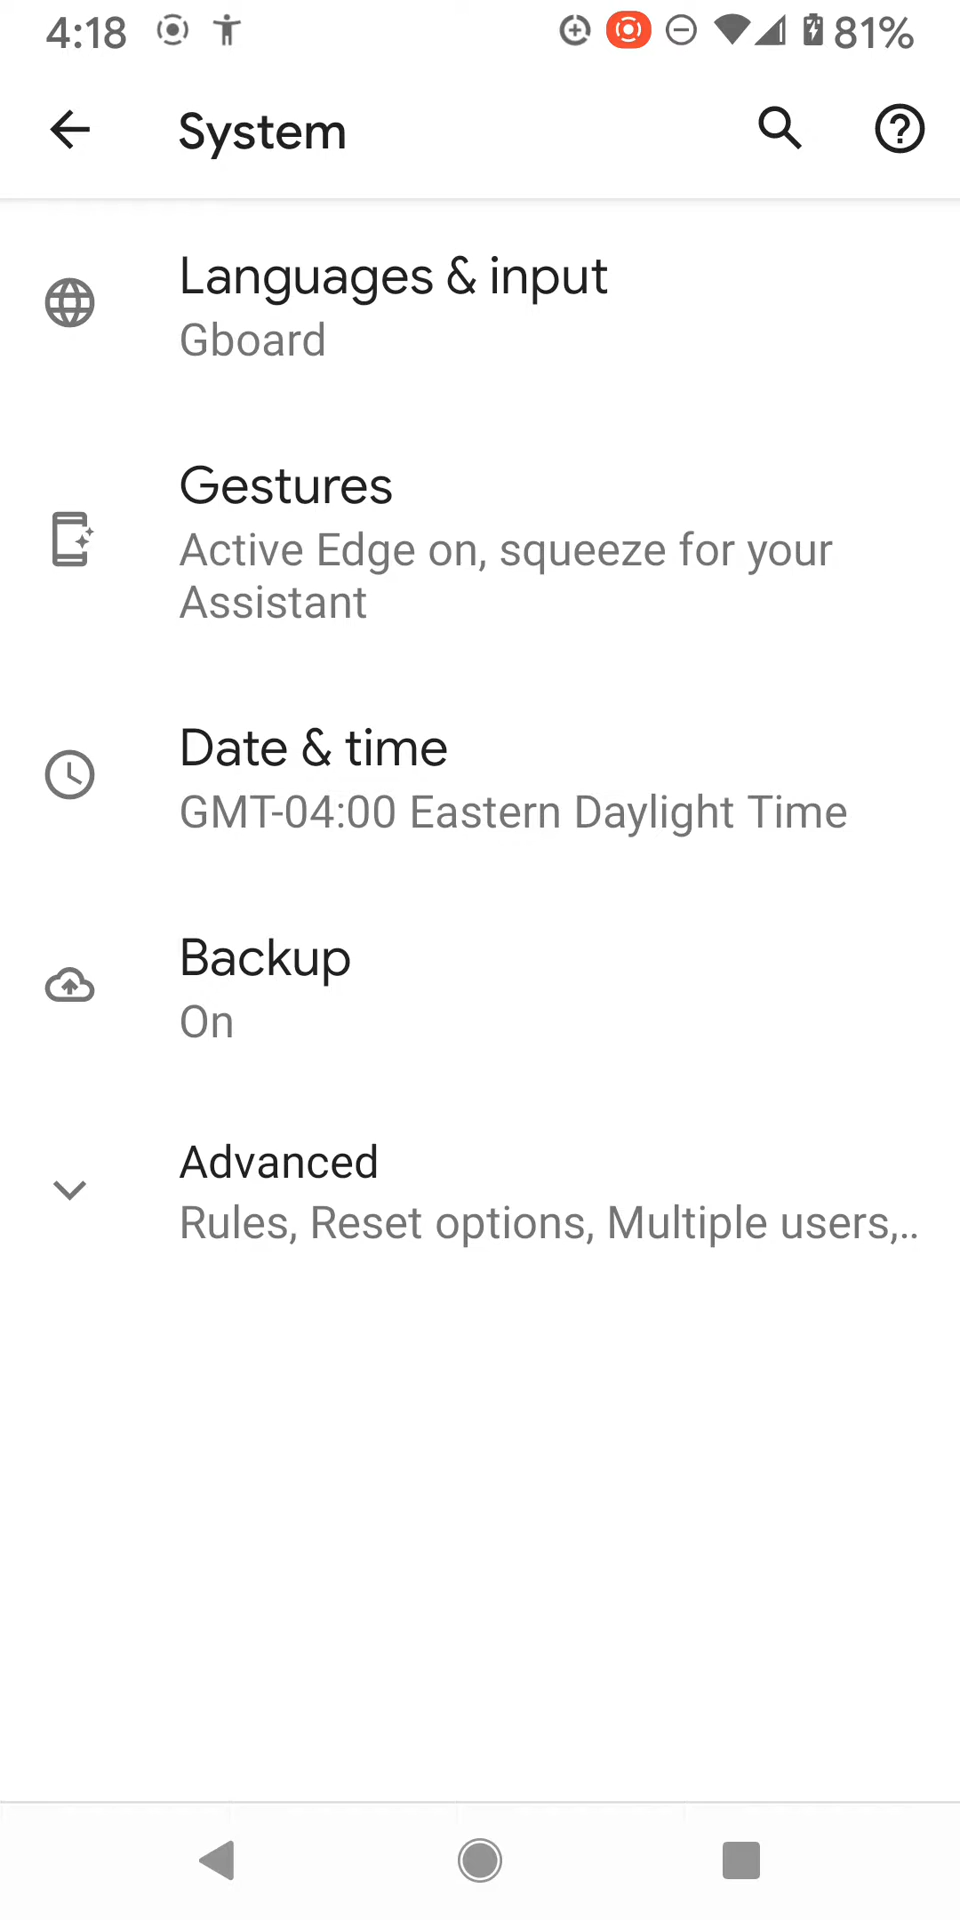 4:18 81%
System
Languages & input
Gboard
Gestures
Active Edge on, squeeze for your
Assistant
Date & time
GMT-04:00 Eastern Daylight Time
Backup
On
Advanced
Rules, Reset options, Multiple users,..